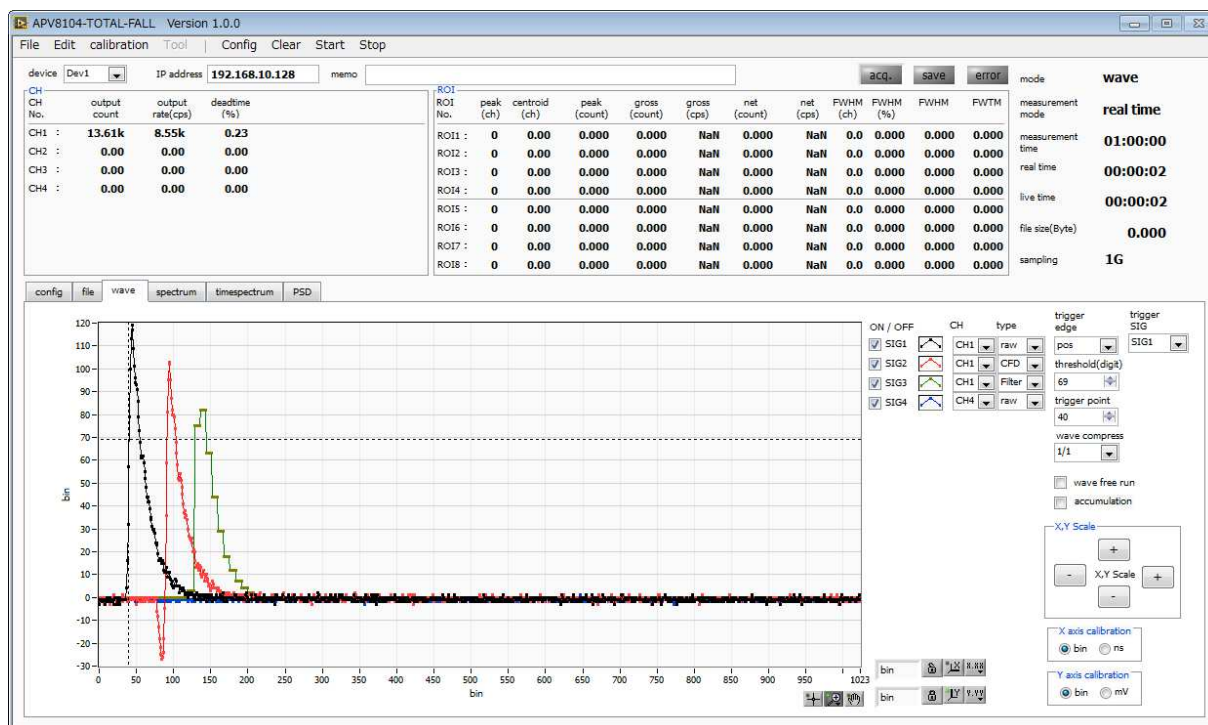 APV8104-TOTAL-FALL Version 1.0.0
File Edit calibration Tool | Config Clear Start Stop
device Dev1 IP address 192.168.10.128 memo acq. save error
mode wave
measurement mode real time
measurement time 01:00:00
real time 00:00:02
live time 00:00:02
file size(Byte) 0.000
sampling 1G
CH
CH No. output count output rate(cps) deadtime (%)
CH1 : 13.61k 8.55k 0.23
CH2 : 0.00 0.00 0.00
CH3 : 0.00 0.00 0.00
CH4 : 0.00 0.00 0.00
ROI
ROI No. peak (ch) centroid (ch) peak (count) gross (count) gross (cps) net (count) net (cps) FWHM (ch) FWHM (%) FWHM FWTM
ROI1 : 0 0.00 0.000 0.000 NaN 0.000 NaN 0.0 0.000 0.000 0.000
ROI2 : 0 0.00 0.000 0.000 NaN 0.000 NaN 0.0 0.000 0.000 0.000
ROI3 : 0 0.00 0.000 0.000 NaN 0.000 NaN 0.0 0.000 0.000 0.000
ROI4 : 0 0.00 0.000 0.000 NaN 0.000 NaN 0.0 0.000 0.000 0.000
ROI5 : 0 0.00 0.000 0.000 NaN 0.000 NaN 0.0 0.000 0.000 0.000
ROI6 : 0 0.00 0.000 0.000 NaN 0.000 NaN 0.0 0.000 0.000 0.000
ROI7 : 0 0.00 0.000 0.000 NaN 0.000 NaN 0.0 0.000 0.000 0.000
ROI8 : 0 0.00 0.000 0.000 NaN 0.000 NaN 0.0 0.000 0.000 0.000
config file wave spectrum timespectrum PSD
120
110
100
90
80
70
60
50
40
30
20
10
0
-10
-20
-30
bin
0 50 100 150 200 250 300 350 400 450 500 550 600 650 700 750 800 850 900 950 1023
bin
ON / OFF CH type
SIG1 CH1 raw
SIG2 CH1 CFD
SIG3 CH1 Filter
SIG4 CH4 raw
trigger edge
pos
trigger SIG
SIG1
threshold(digit)
69
trigger point
40
wave compress
1/1
wave free run
accumulation
X,Y Scale
+
- X,Y Scale +
-
X axis calibration
bin ns
Y axis calibration
bin mV
bin X X.XX
bin Y Y.YY